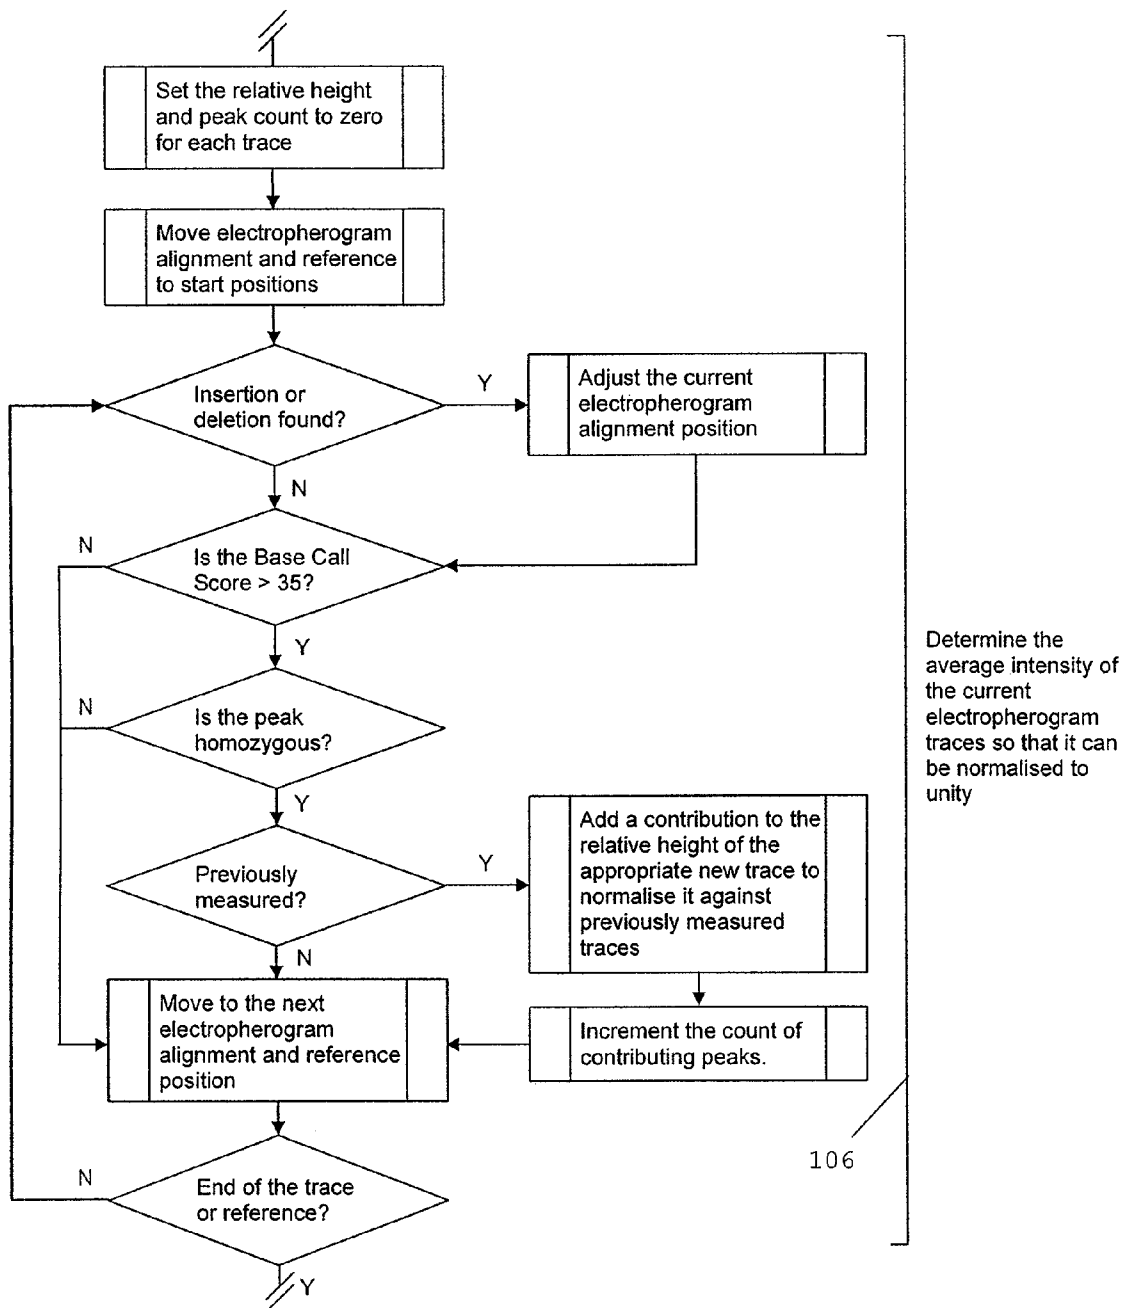 Set the relative height
and peak count to zero
for each trace
Move electropherogram
alignment and reference
to start positions
Insertion or
deletion found?
Y
Adjust the current
electropherogram
alignment position
N
Is the Base Call
Score > 35?
N
Y
Is the peak
homozygous?
N
Y
Previously
measured?
Y
Add a contribution to the
relative height of the
appropriate new trace to
normalise it against
previously measured
traces
N
Move to the next
electropherogram
alignment and reference
position
Increment the count of
contributing peaks.
End of the trace
or reference?
N
Y
Determine the
average intensity of
the current
electropherogram
traces so that it can
be normalised to
unity
106